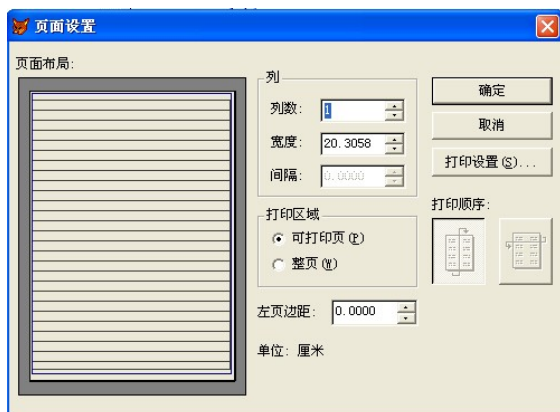 页面设置
页面布局:
列
列数: 1
宽度: 20.3058
间隔: 0.0000
打印区域
可打印页(P)
整页(W)
左页边距: 0.0000
单位: 厘米
确定
取消
打印设置(S)...
打印顺序: